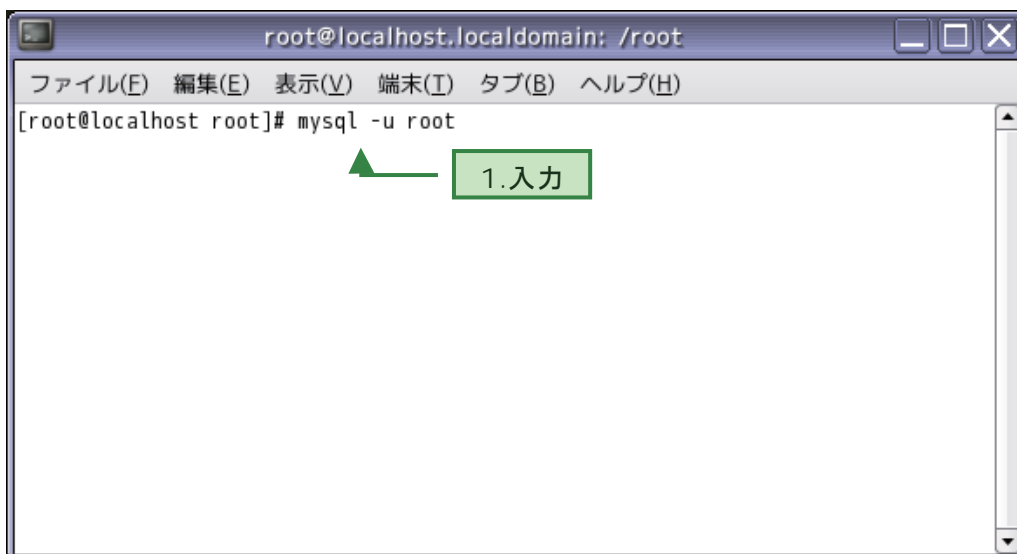 root@localhost.localdomain: /root
ファイル(F) 編集(E) 表示(V) 端末(T) タブ(B) ヘルプ(H)
[root@localhost root]# mysql -u root
1.入力